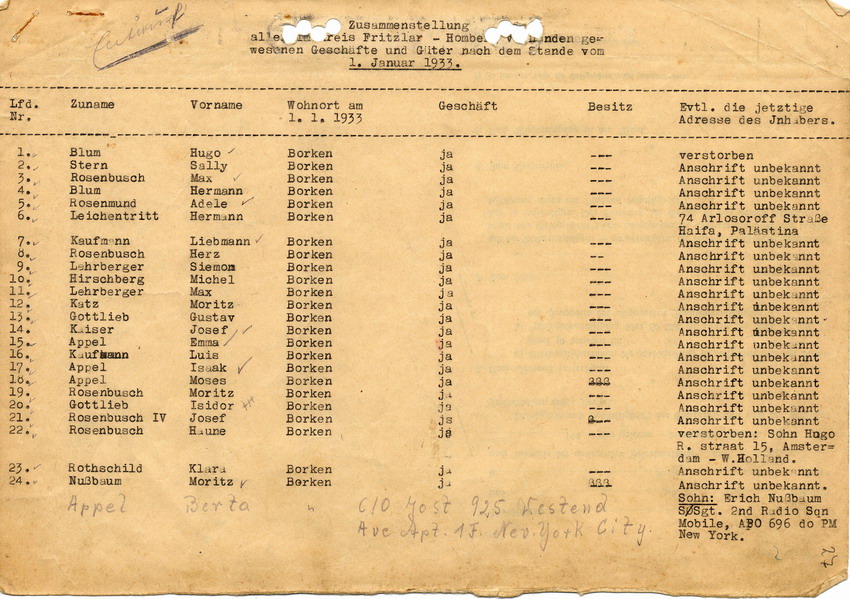 Entwurf
Zusammenstellung
alle Kreis Fritzlar - Homberg vorhanden ge-
wesenen Geschäfte und Güter nach dem Stande vom
1. Januar 1933.
Lfd. Nr. Zuname Vorname Wohnort am 1. 1. 1933 Geschäft Besitz Evtl. die jetztige Adresse des Jnhabers.
1. Blum Hugo Borken ja --- verstorben
2. Stern Sally Borken ja --- Anschrift unbekannt
3. Rosenbusch Max Borken ja --- Anschrift unbekannt
4. Blum Hermann Borken ja --- Anschrift unbekannt
5. Rosenmund Adele Borken ja --- Anschrift unbekannt
6. Leichentritt Hermann Borken ja --- 74 Arlosoroff Straße
Haifa, Palästina
7. Kaufmann Liebmann Borken ja --- Anschrift unbekannt
8. Rosenbusch Herz Borken ja -- Anschrift unbekannt
9. Lehrberger Siemon Borken ja --- Anschrift unbekannt
10. Hirschberg Michel Borken ja --- Anschrift unbekannt
11. Lehrberger Max Borken ja --- Anschrift unbekannt
12. Katz Moritz Borken ja --- Anschrift unbekannt
13. Gottlieb Gustav Borken ja --- Anschrift unbekannt
14. Kaiser Josef Borken ja --- Anschrift unbekannt
15. Appel Emma Borken ja --- Anschrift unbekannt
16. Kaufmann Luis Borken ja --- Anschrift unbekannt
17. Appel Isaak Borken ja --- Anschrift unbekannt
18. Appel Moses Borken ja Anschrift unbekannt
19. Rosenbusch Moritz Borken ja --- Anschrift unbekannt
20. Gottlieb Isidor Borken ja --- Anschrift unbekannt
21. Rosenbusch IV Josef Borken js Anschrift unbekannt
22. Rosenbusch Haune Borken ja --- verstorben: Sohn Hugo
R. straat 15, Amster=
dam - W.Holland.
23. Rothschild Klara Borken ja --- Anschrift unbekannt
24. Nußbaum Moritz Borken ja Anschrift unbekannt.
Sohn: Erich Nußbaum
S/Sgt. 2nd Radio Sqn
Mobile, APO 696 do PM
New York.
Appel Berta " C/O Jost 925 Westend
Ave Apt. 1F. New York City.
27